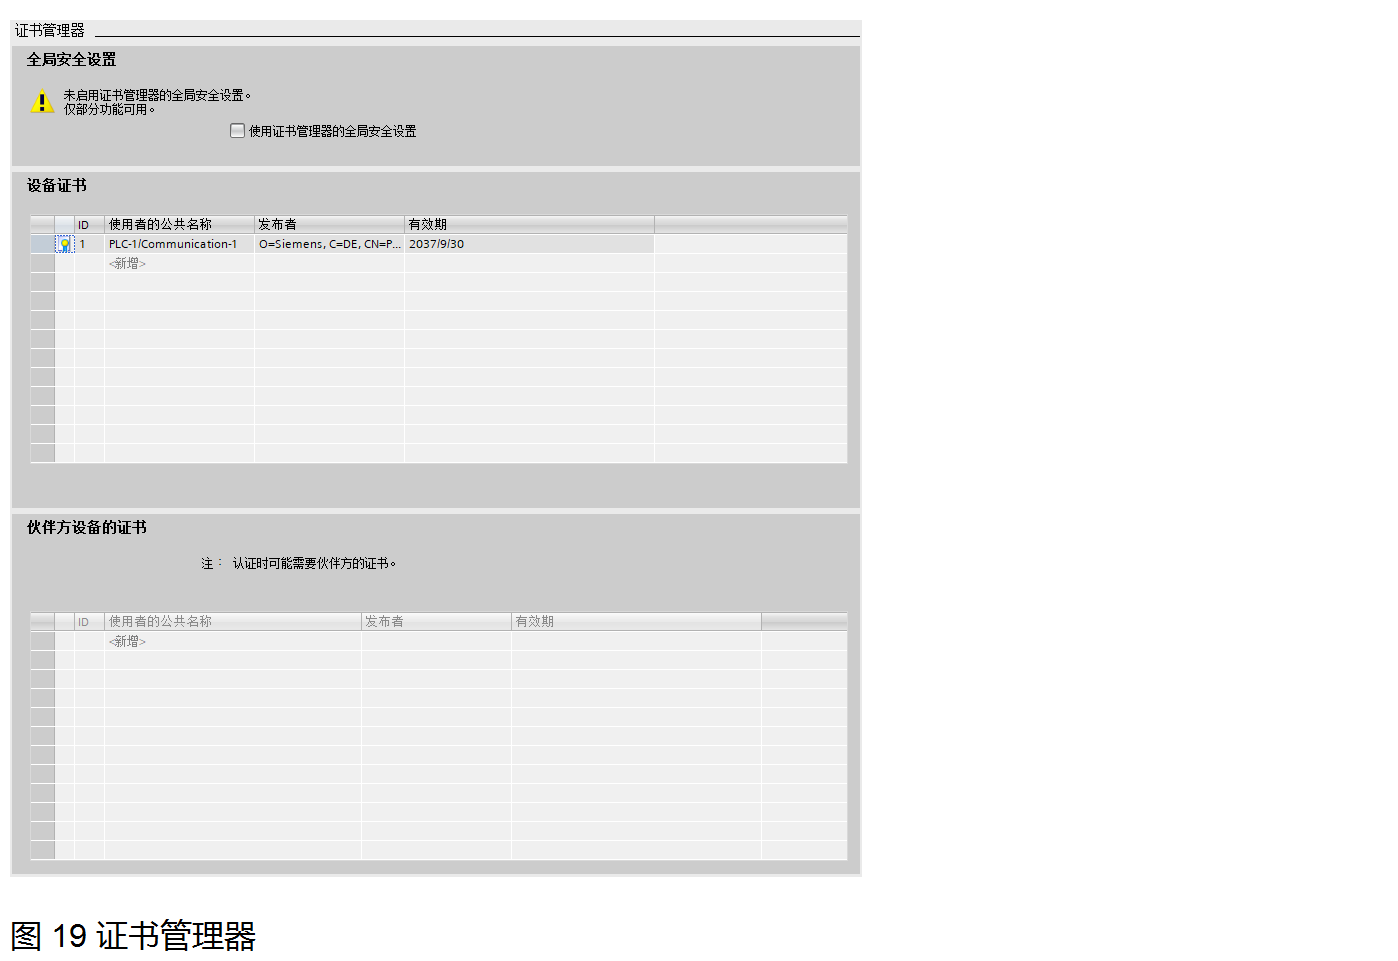 证书管理器
全局安全设置
未启用证书管理器的全局安全设置。
仅部分功能可用。
使用证书管理器的全局安全设置
设备证书
ID 使用者的公共名称 发布者 有效期
1 PLC-1/Communication-1 O=Siemens, C=DE, CN=P... 2037/9/30
<新增>
伙伴方设备的证书
注： 认证时可能需要伙伴方的证书。
ID 使用者的公共名称 发布者 有效期
<新增>
图 19 证书管理器